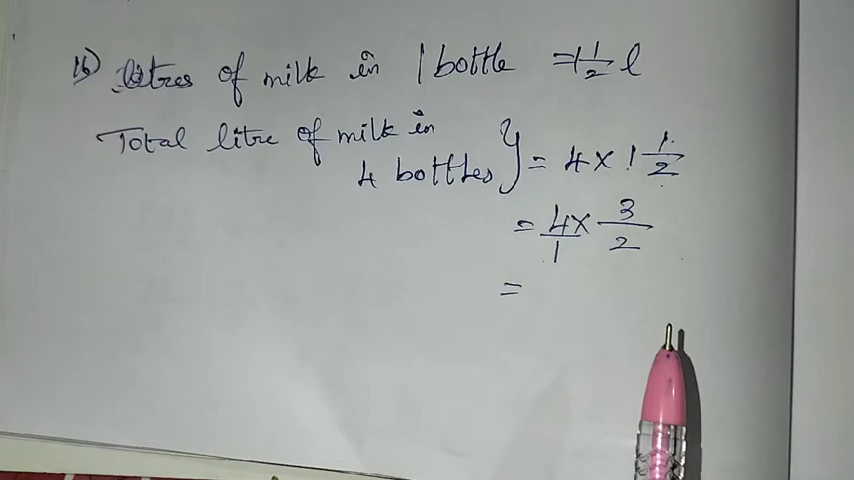 16) litres of milk in 1 bottle = 1 1/2 l
Total litre of milk in
4 bottles } = 4 x 1 1/2
= 4/1 x 3/2
=